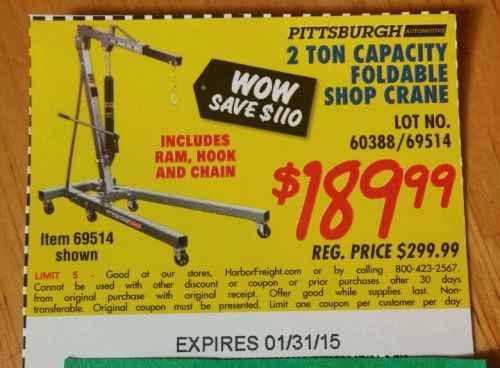 PITTSBURGH AUTOMOTIVE
2 TON CAPACITY
FOLDABLE
SHOP CRANE
LOT NO.
60388/69514
WOW
SAVE $110
INCLUDES
RAM, HOOK
AND CHAIN
$189.99
REG. PRICE $299.99
Item 69514
shown
LIMIT 5 - Good at our stores, HarborFreight.com or by calling 800-423-2567.
Cannot be used with other discount or coupon or prior purchases after 30 days
from original purchase with original receipt. Offer good while supplies last. Non-
transferable. Original coupon must be presented. Limit one coupon per customer per day.
EXPIRES 01/31/15